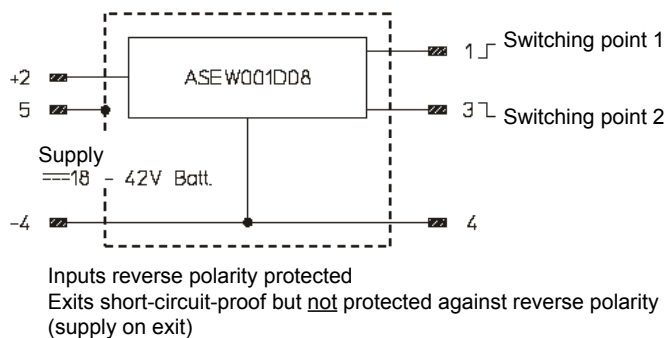 1 Switching point 1
+2
ASEW001D08
5
3 Switching point 2
Supply
18 - 42V Batt.
-4
4
Inputs reverse polarity protected
Exits short-circuit-proof but not protected against reverse polarity
(supply on exit)